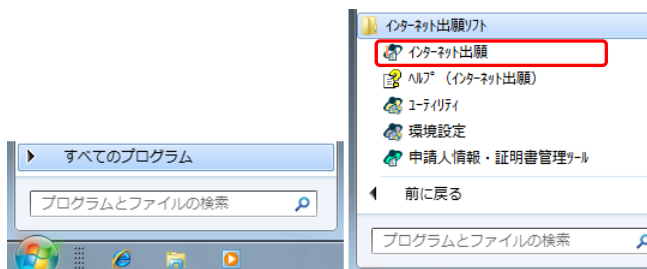 すべてのプログラム
プログラムとファイルの検索
インターネット出願ソフト
インターネット出願
ヘルプ（インターネット出願）
ユーティリティ
環境設定
申請人情報・証明書管理ツール
前に戻る
プログラムとファイルの検索